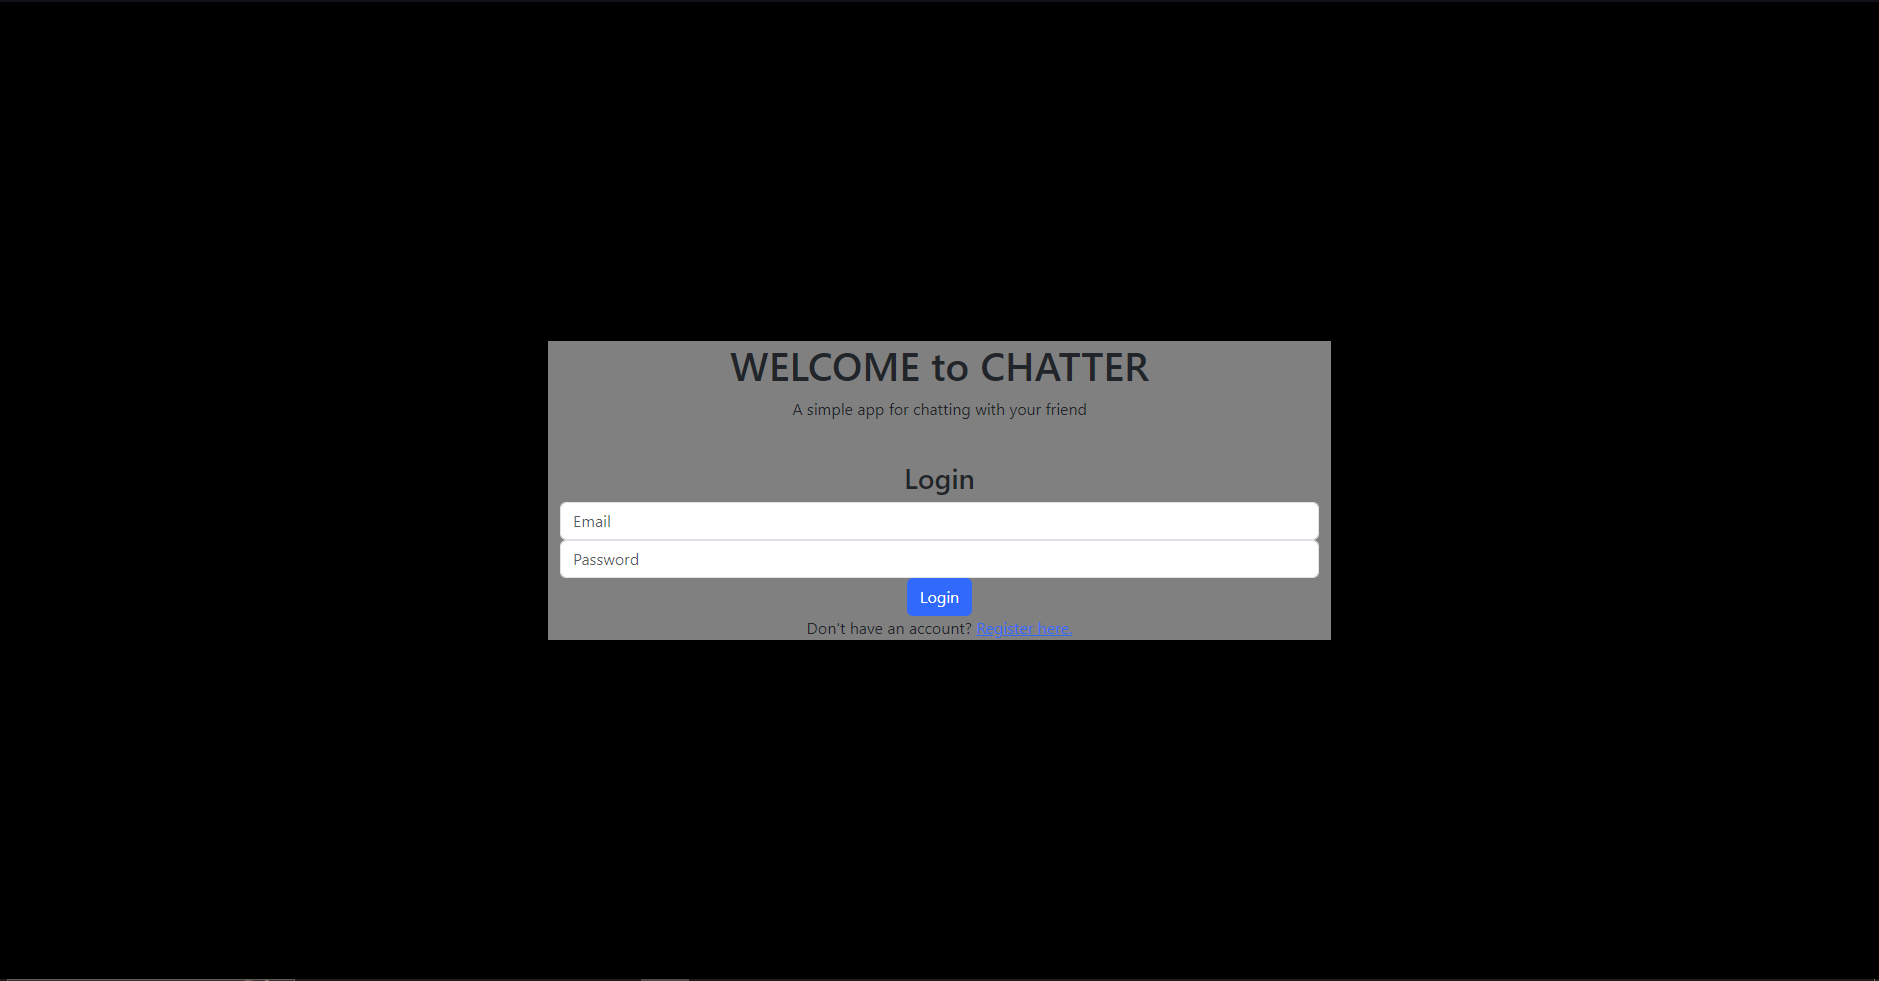 WELCOME to CHATTER
A simple app for chatting with your friend
Login
Email
Password
Login
Don't have an account? Register here.